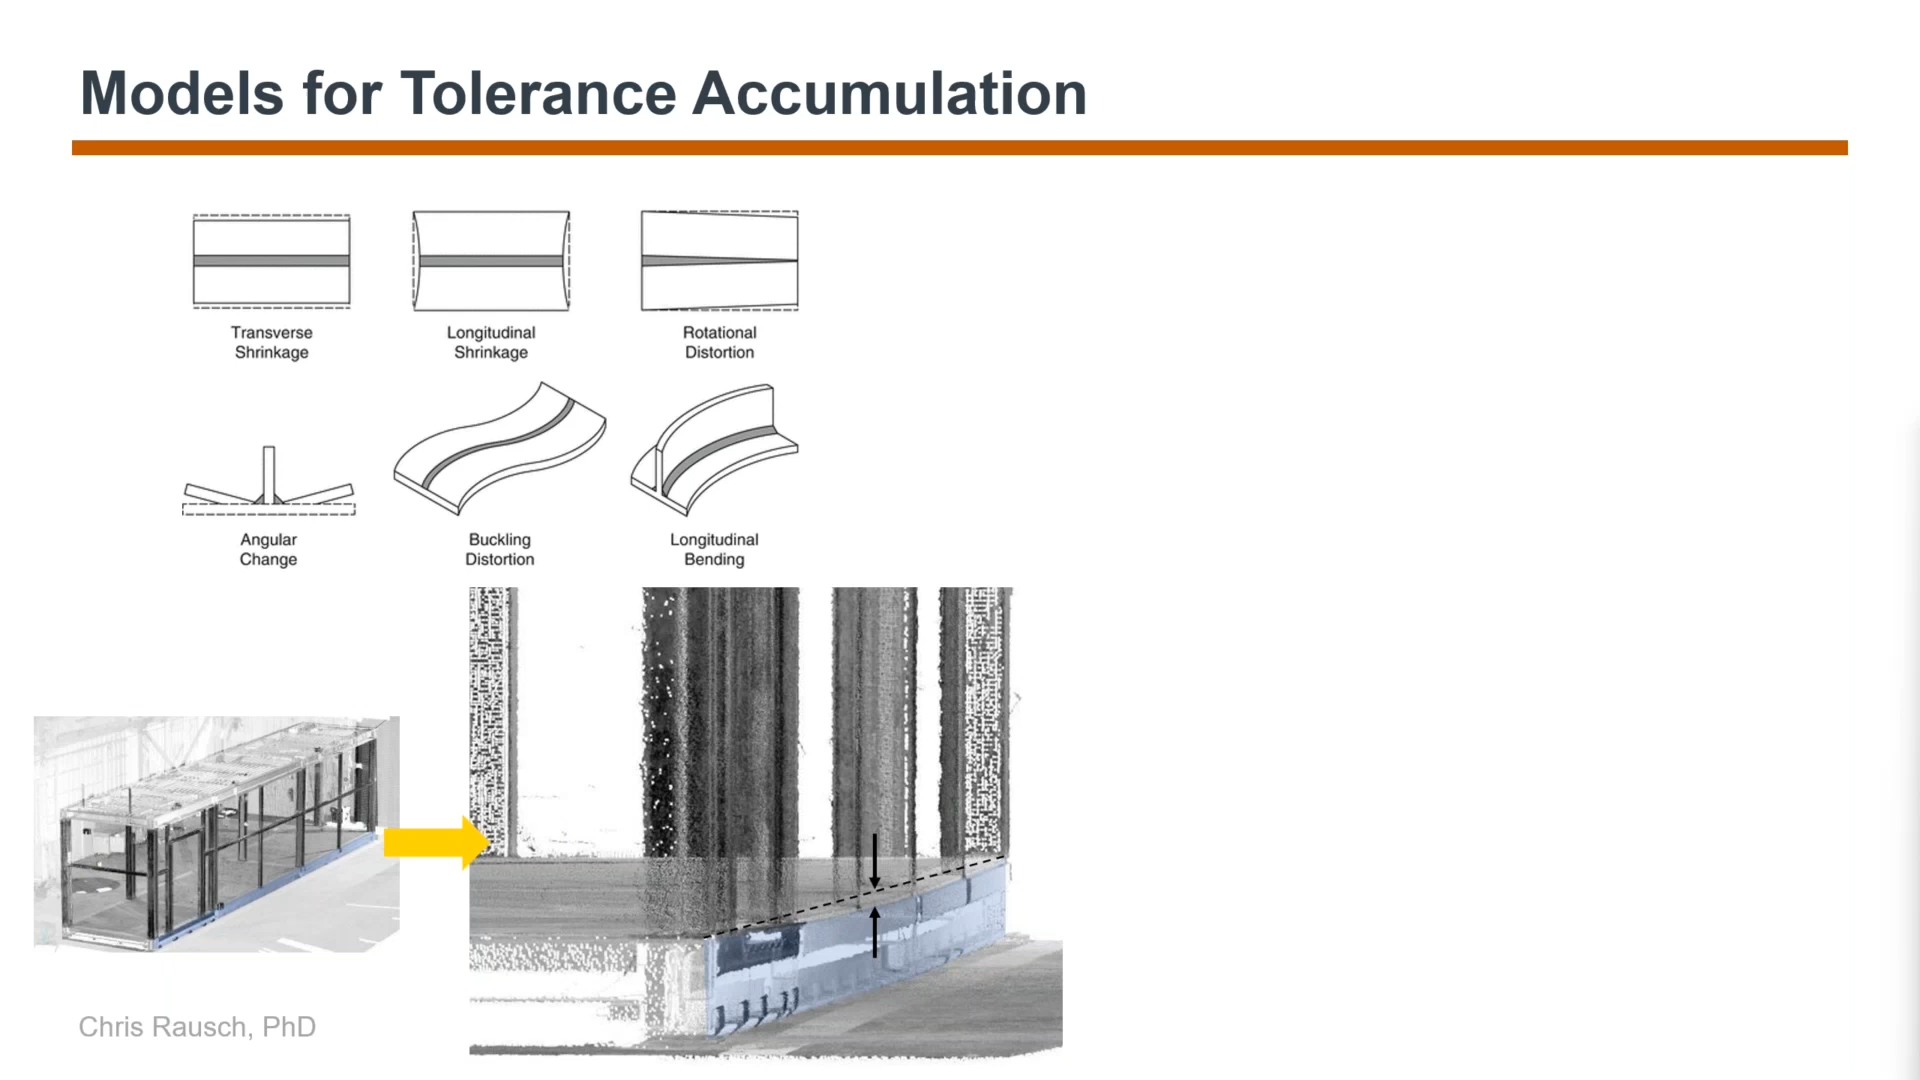 Models for Tolerance Accumulation
Transverse
Shrinkage
Longitudinal
Shrinkage
Rotational
Distortion
Angular
Change
Buckling
Distortion
Longitudinal
Bending
Chris Rausch, PhD